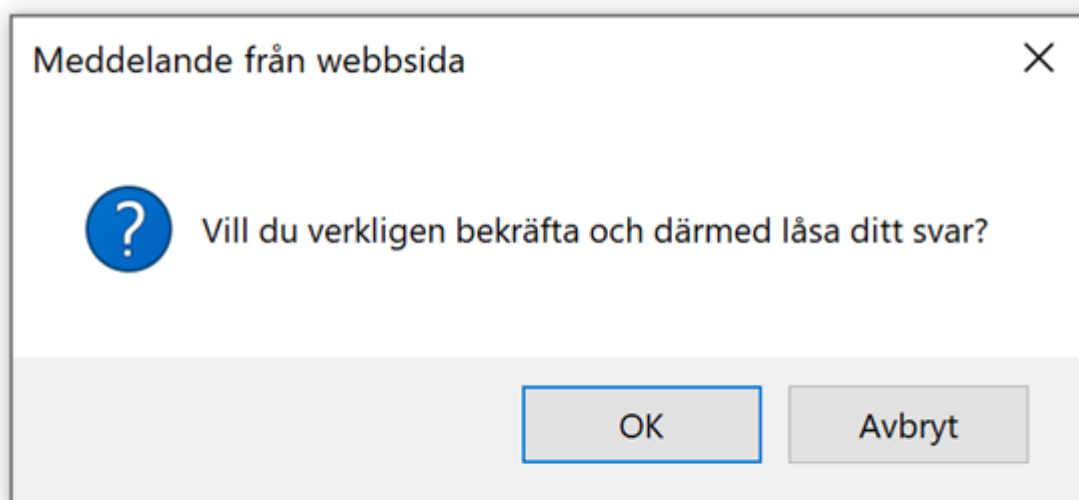 Meddelande från webbsida
Vill du verkligen bekräfta och därmed låsa ditt svar?
OK
Avbryt